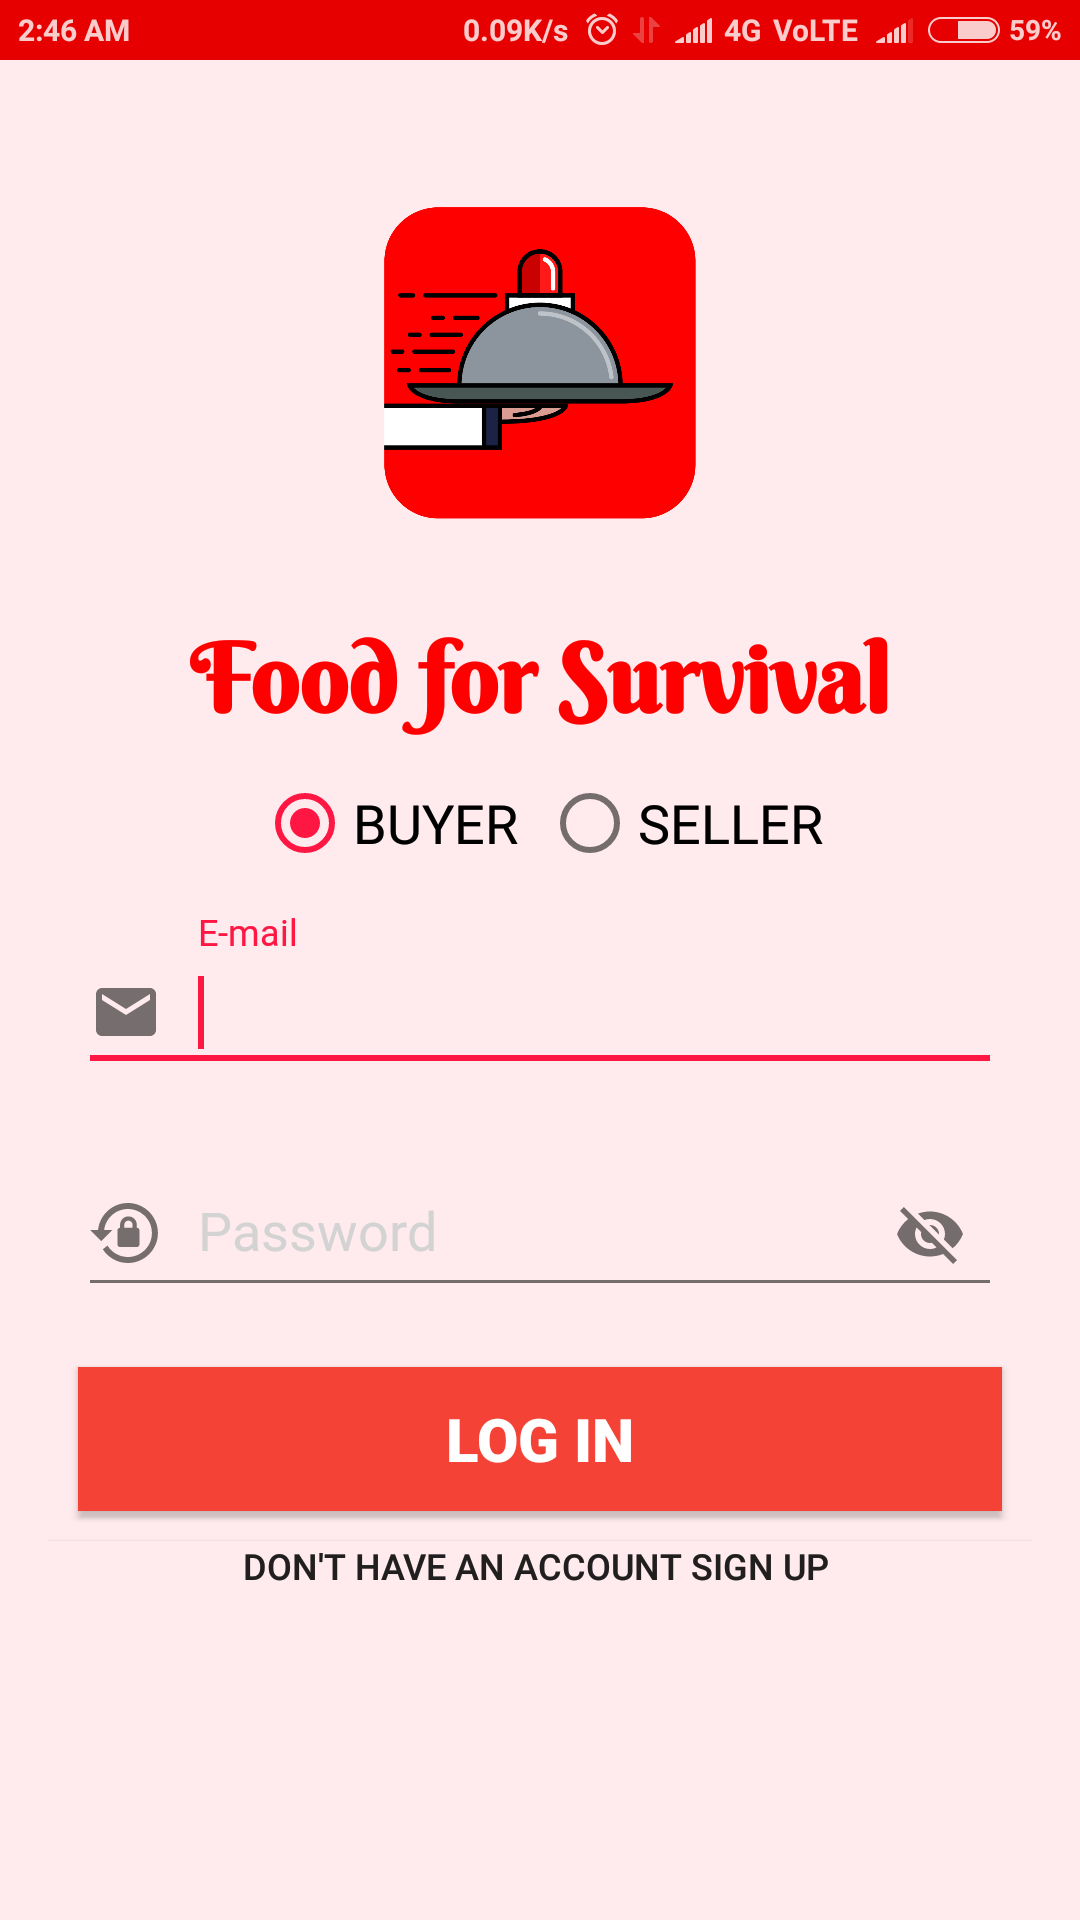 2:46 AM 0.09K/s 4G VoLTE 59%
Food for Survival
BUYER SELLER
E-mail
Password
LOG IN
DON'T HAVE AN ACCOUNT SIGN UP